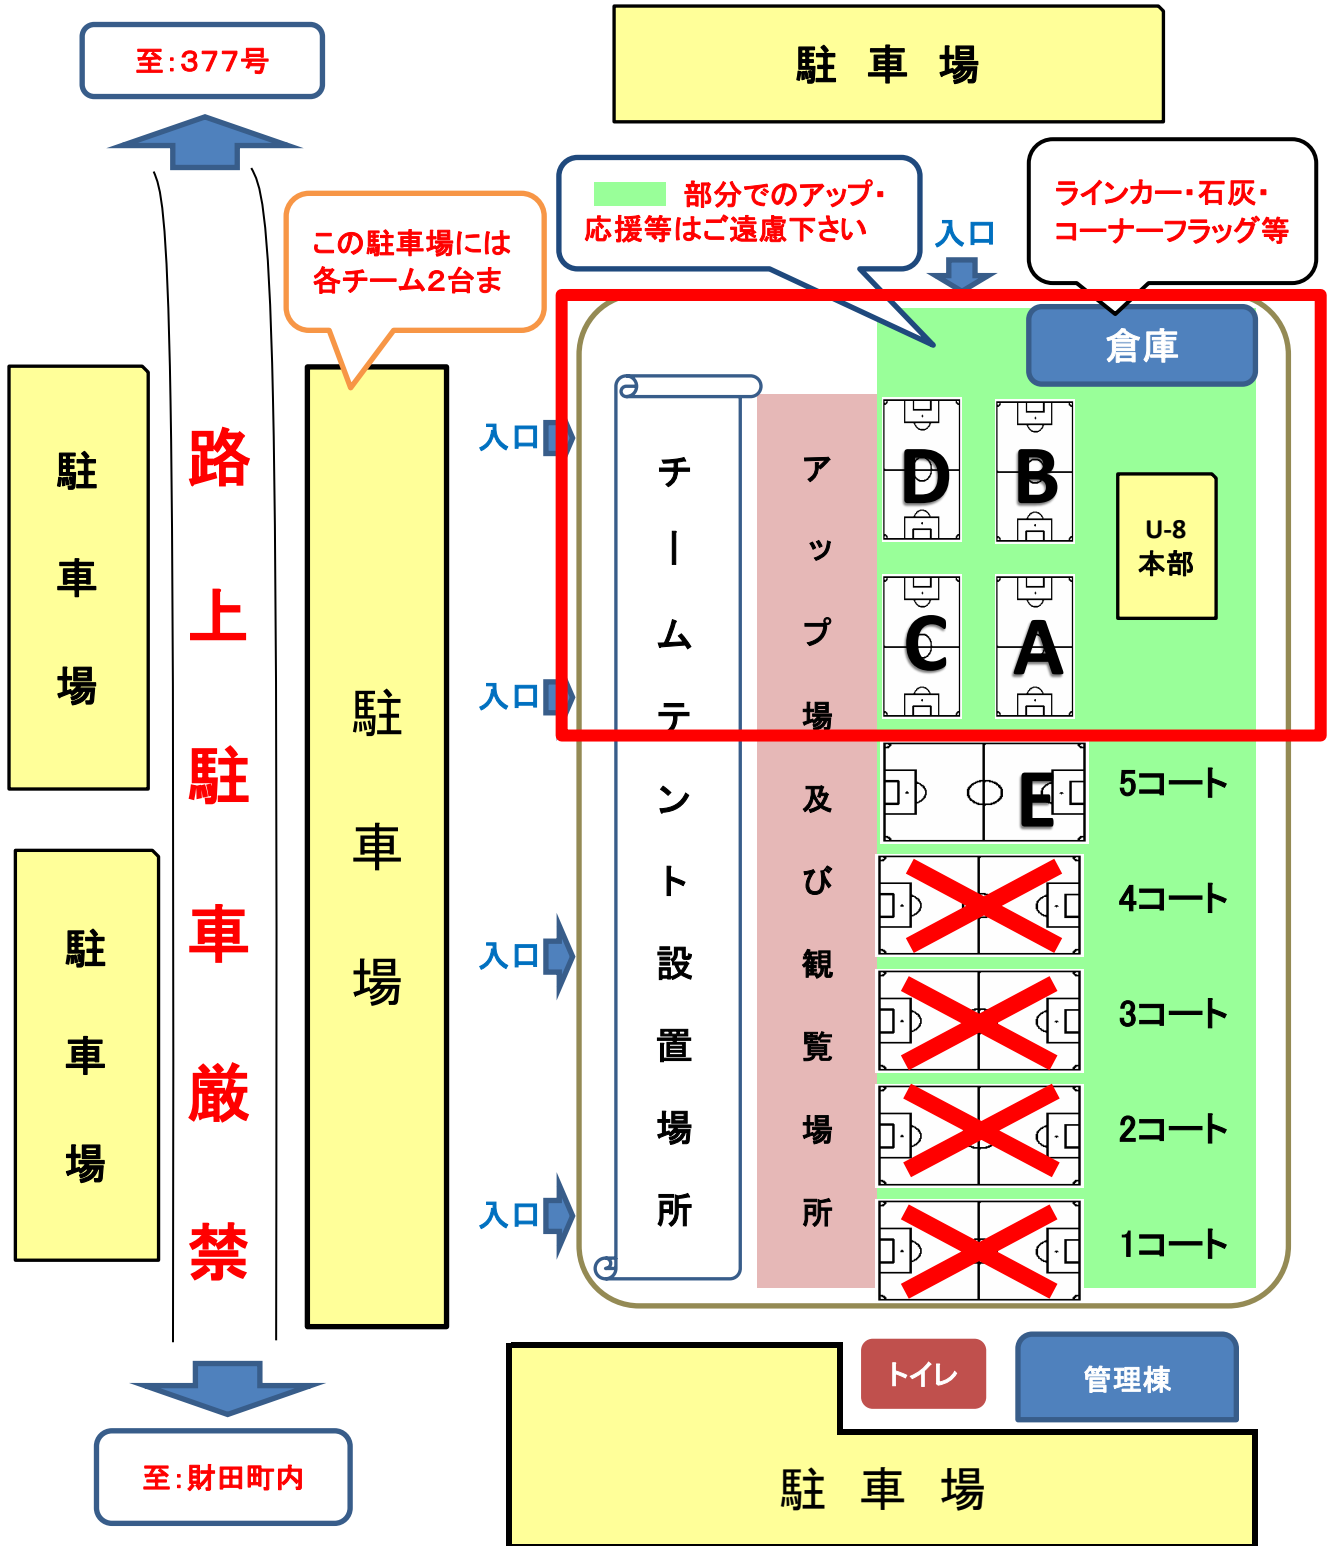 至：３７７号
駐　車　場
部分でのアップ・
応援等はご遠慮下さい
入口
ラインカー・石灰・
コーナーフラッグ等
この駐車場には
各チーム２台ま
倉庫
駐車場
路上駐車厳禁
駐車場
駐車場
入口
入口
入口
入口
チームテント設置場所
アップ場及び観覧場所
D
B
U-8
本部
C
A
E
5コート
4コート
3コート
2コート
1コート
トイレ
管理棟
至：財田町内
駐　車　場